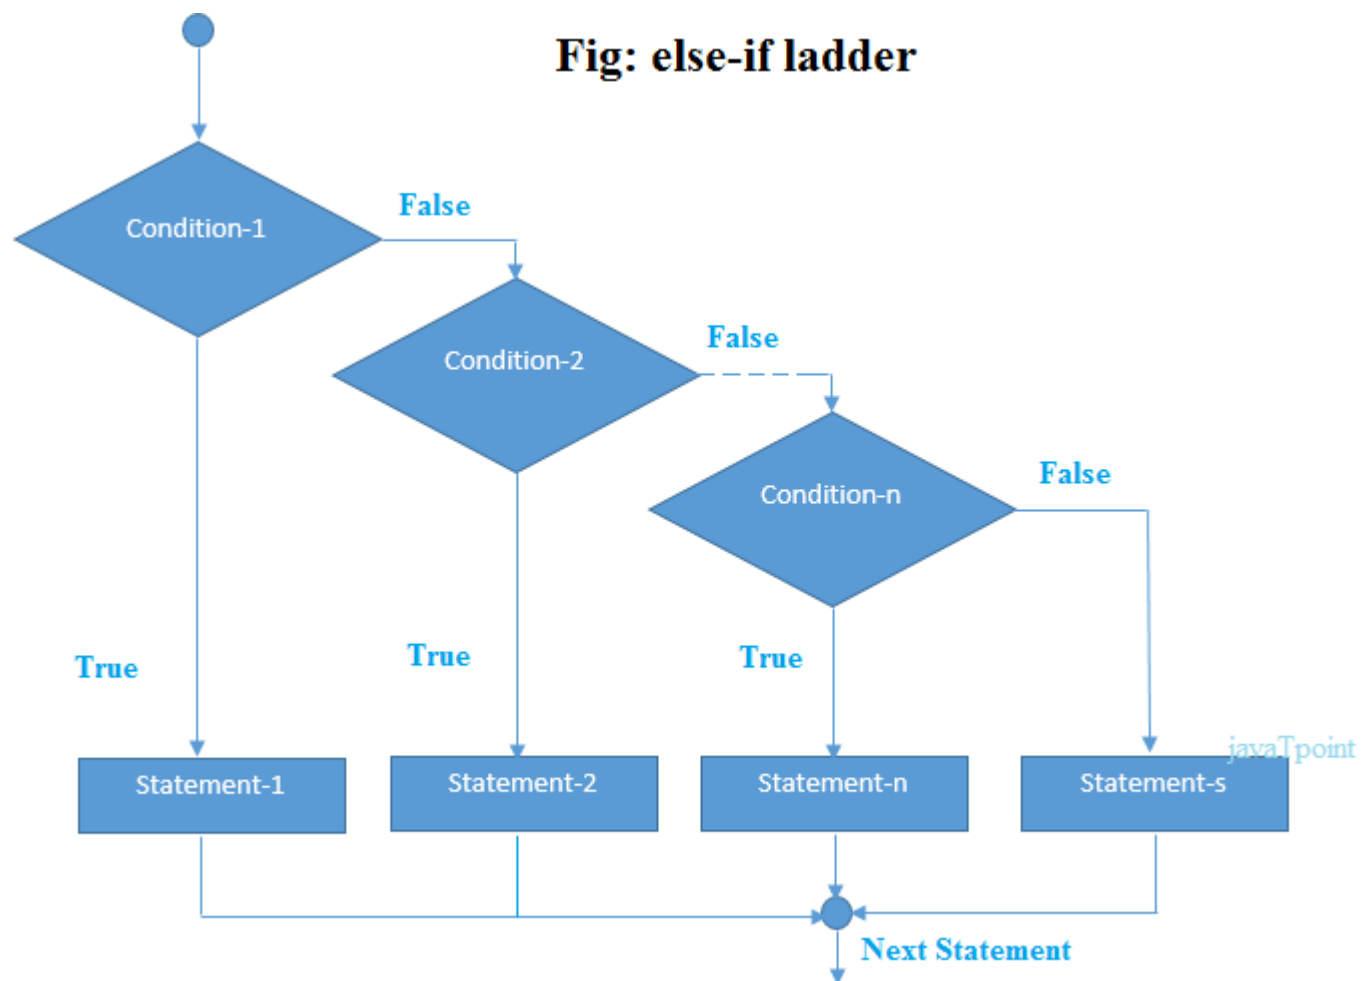 Fig: else-if ladder
Condition-1
False
Condition-2
False
Condition-n
False
True
True
True
Statement-1
Statement-2
Statement-n
Statement-s
javaTpoint
Next Statement